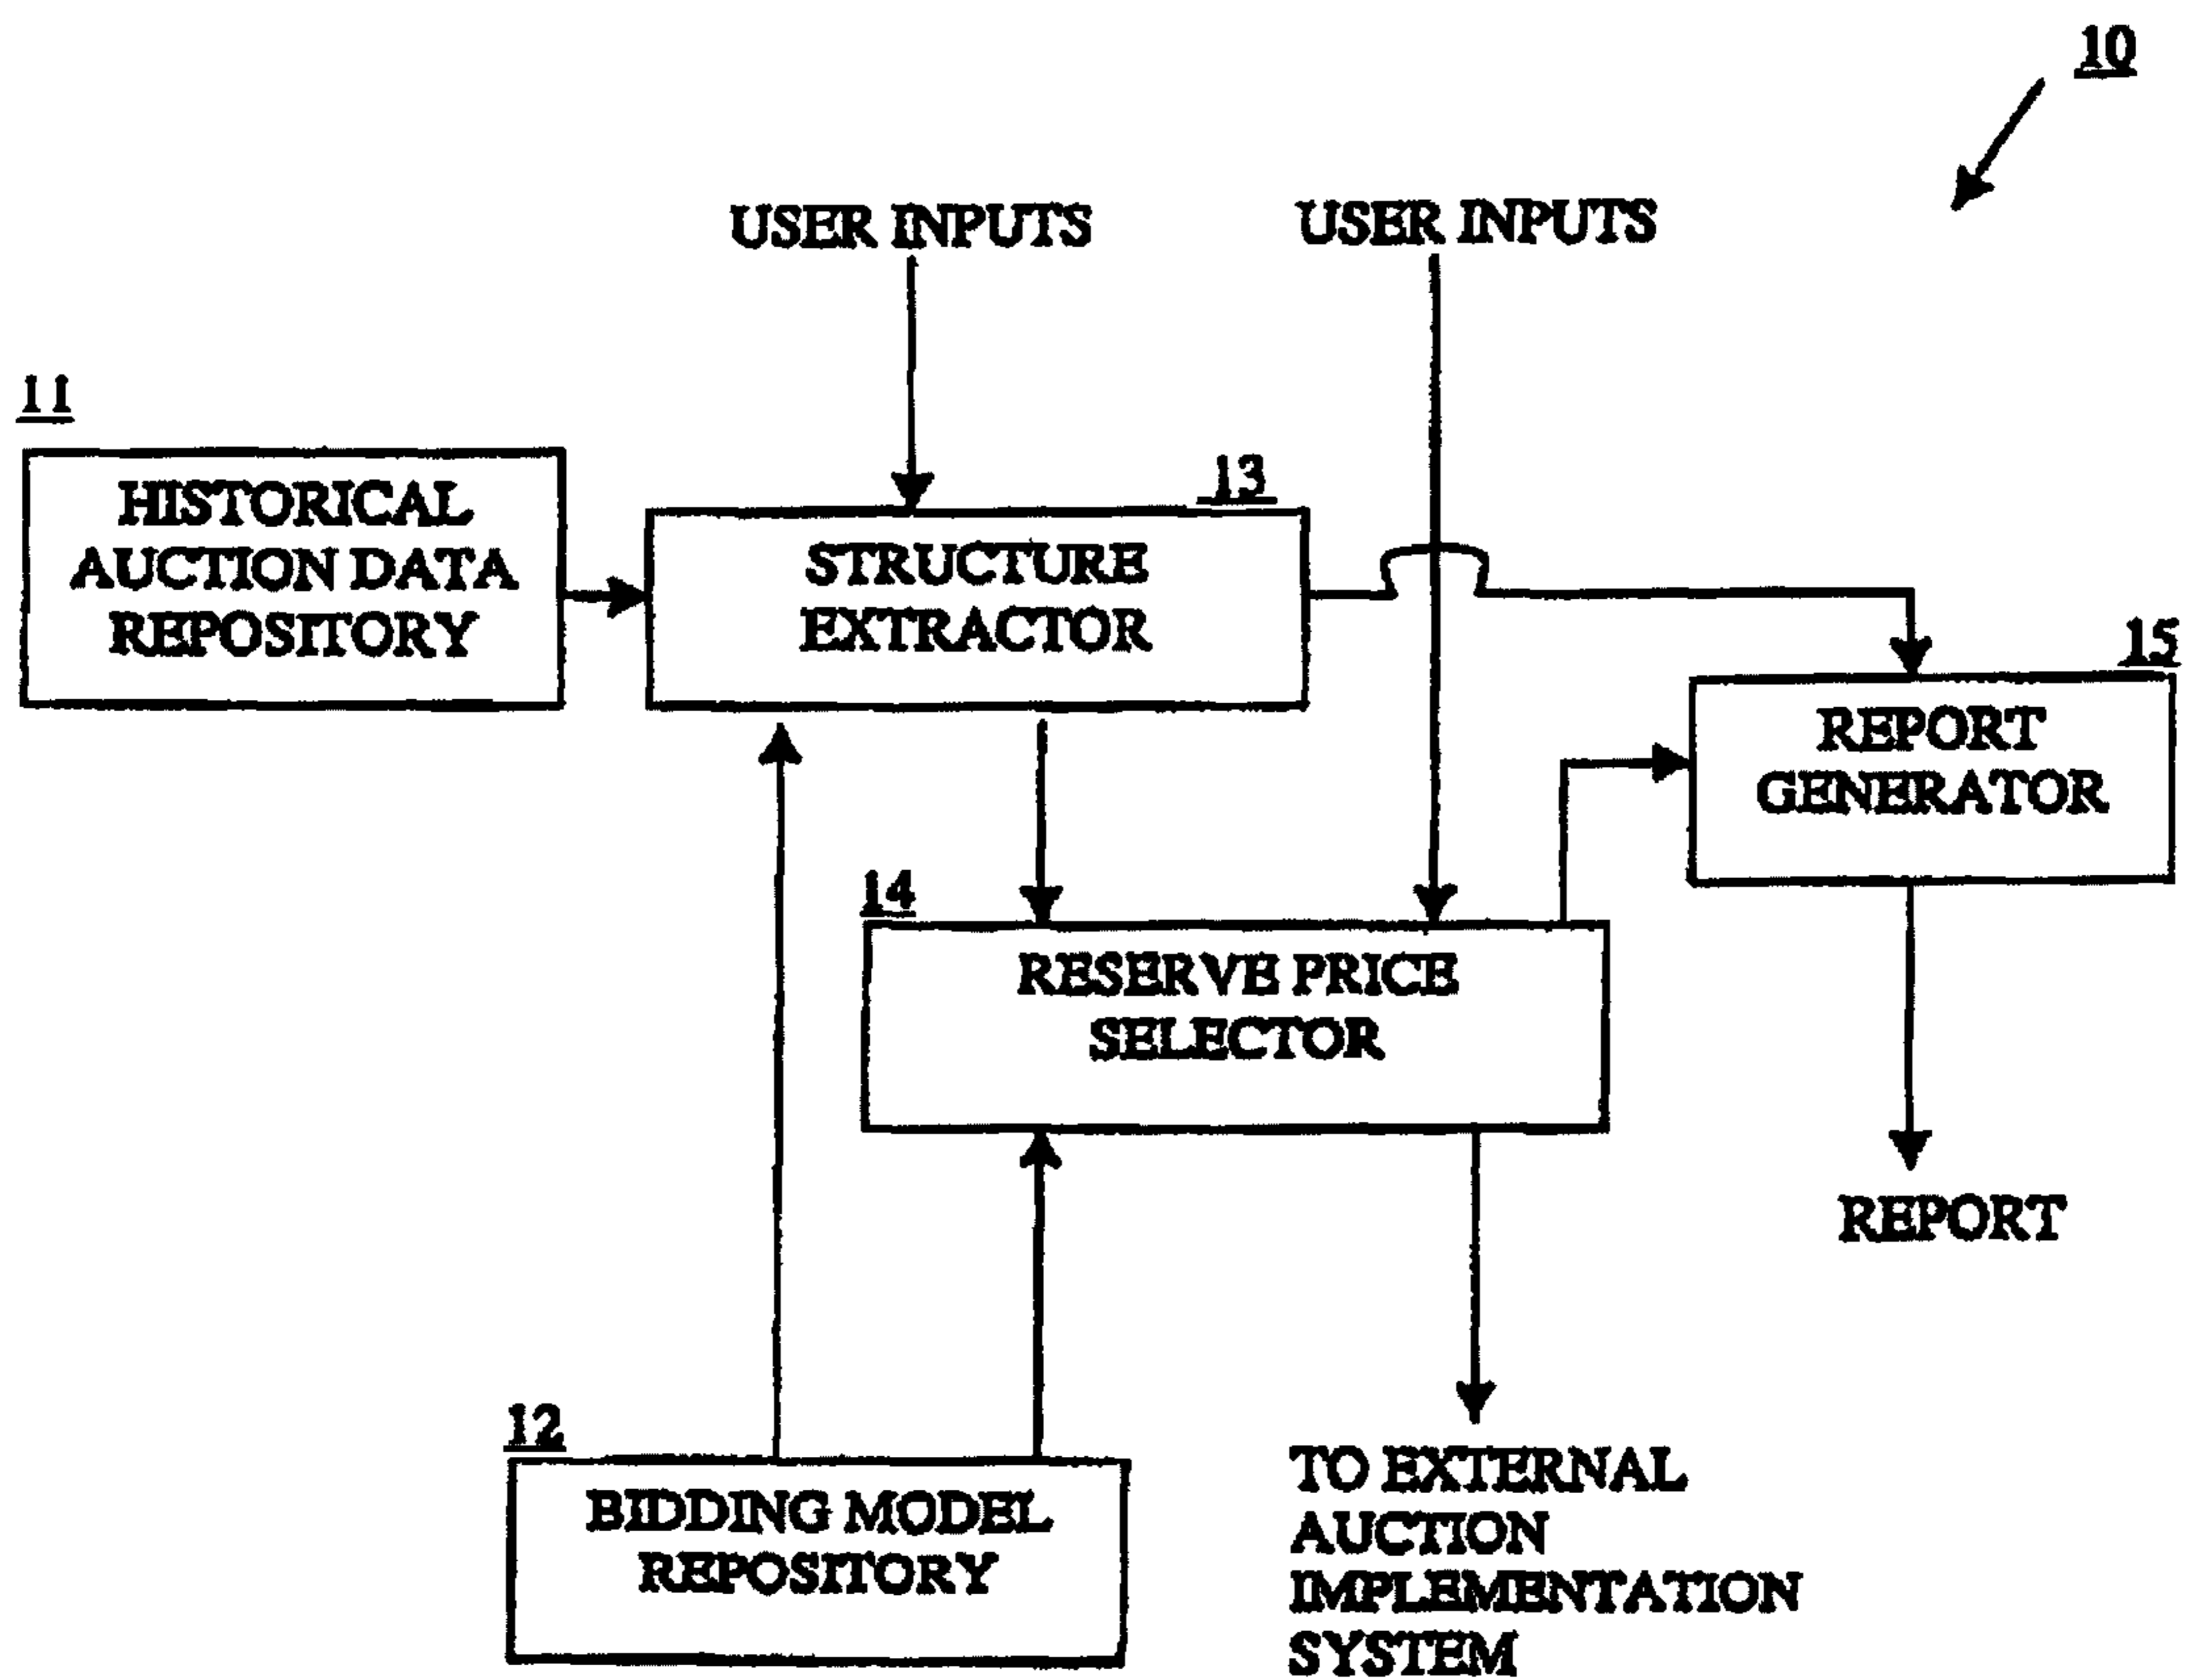 10
USER INPUTS
USER INPUTS
11
HISTORICAL
AUCTION DATA
REPOSITORY
13
STRUCTURE
EXTRACTOR
15
REPORT
GENERATOR
14
RESERVE PRICE
SELECTOR
REPORT
12
BIDDING MODEL
REPOSITORY
TO EXTERNAL
AUCTION
IMPLEMENTATION
SYSTEM